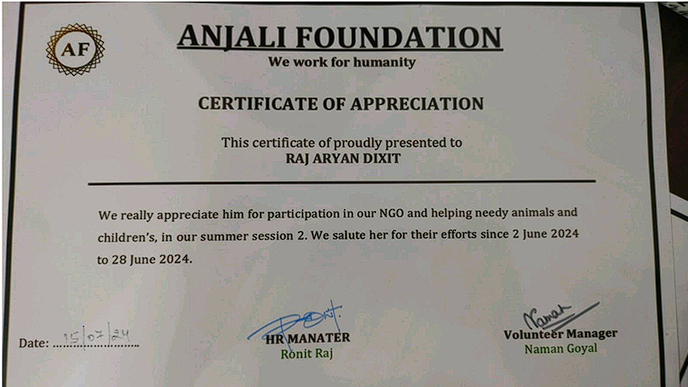 AF
ANJALI FOUNDATION
We work for humanity
CERTIFICATE OF APPRECIATION
This certificate of proudly presented to
RAJ ARYAN DIXIT
We really appreciate him for participation in our NGO and helping needy animals and
children's, in our summer session 2. We salute her for their efforts since 2 June 2024
to 28 June 2024.
Date: 15/07/24
HR MANATER
Ronit Raj
Naman
Volunteer Manager
Naman Goyal